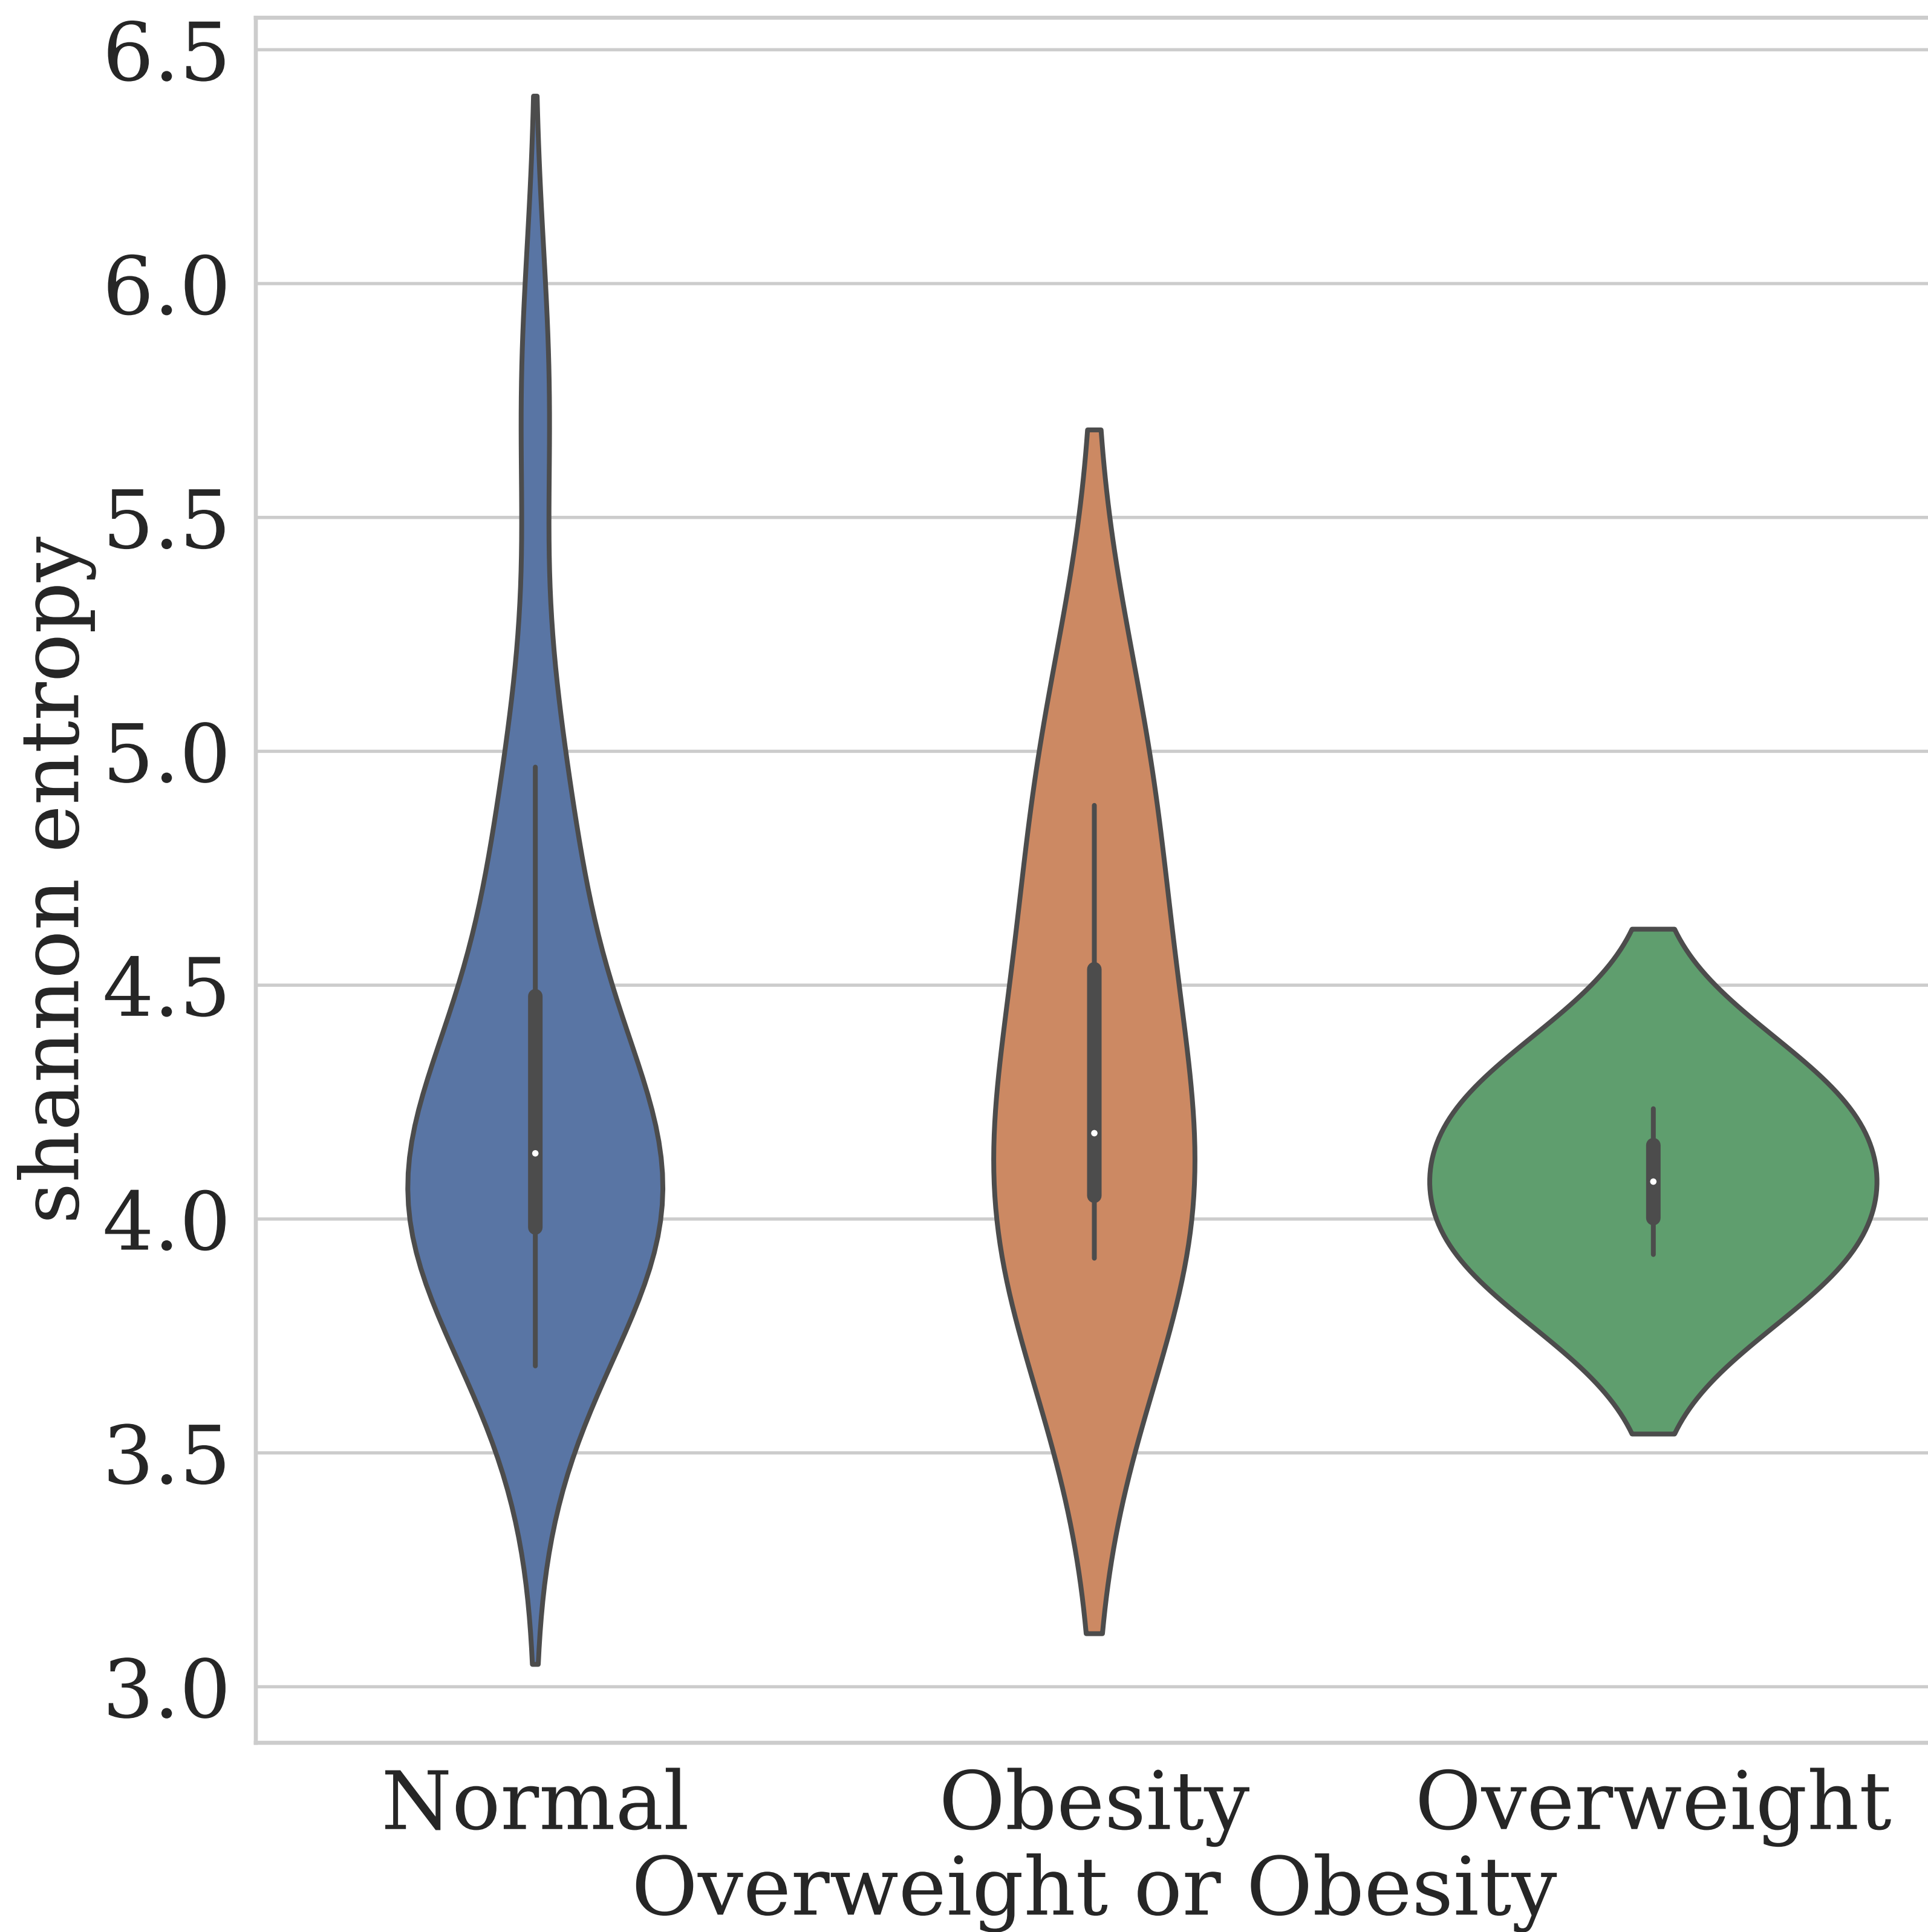 shannon entropy
6.5
6.0
5.5
5.0
4.5
4.0
3.5
3.0
Normal Obesity Overweight
Overweight or Obesity